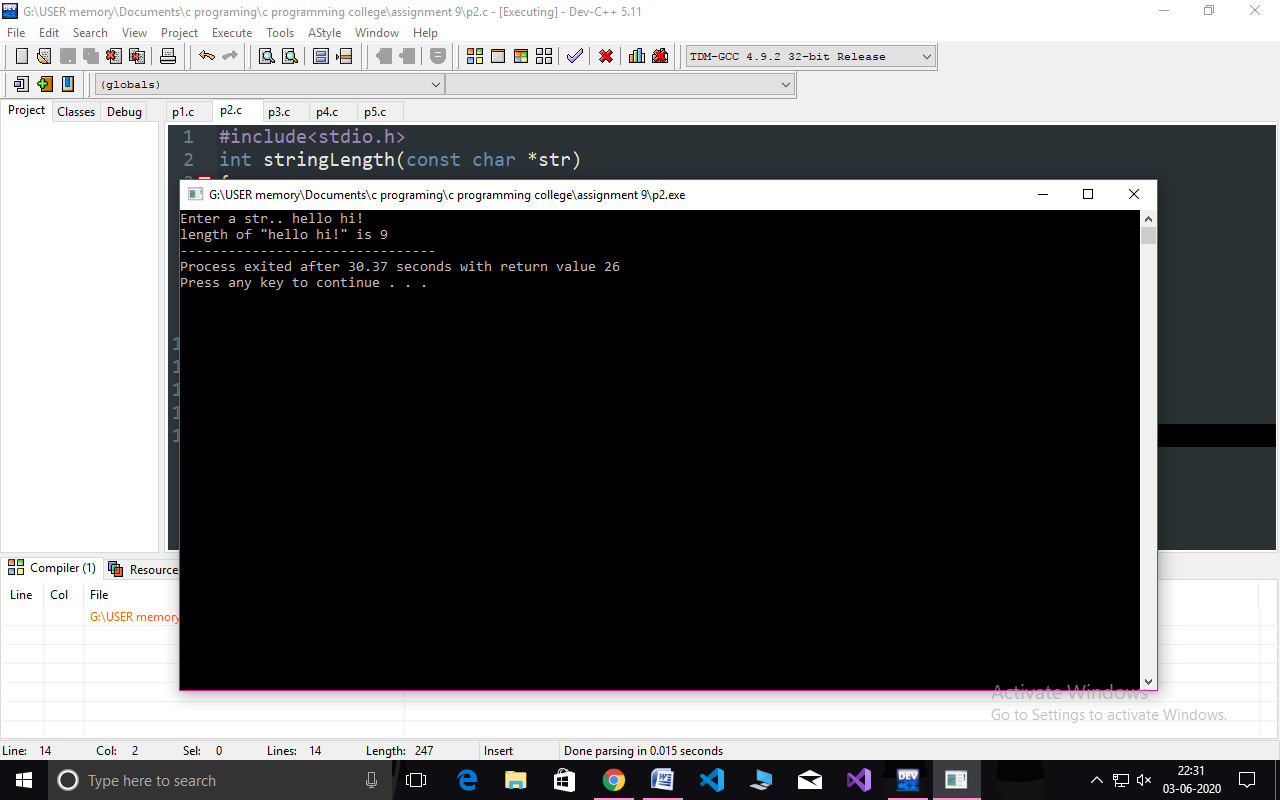 G:\USER memory\Documents\c programing\c programming college\assignment 9\p2.c - [Executing] - Dev-C++ 5.11
File Edit Search View Project Execute Tools AStyle Window Help
TDM-GCC 4.9.2 32-bit Release
(globals)
Project Classes Debug p1.c p2.c p3.c p4.c p5.c
1 #include<stdio.h>
2 int stringLength(const char *str)
G:\USER memory\Documents\c programing\c programming college\assignment 9\p2.exe
Enter a str.. hello hi!
length of "hello hi!" is 9
--------------------------------
Process exited after 30.37 seconds with return value 26
Press any key to continue . . .
1
1
1
1
1
Compiler (1) Resource
Line Col File
G:\USER memory
Activate Windows
Go to Settings to activate Windows.
Line: 14 Col: 2 Sel: 0 Lines: 14 Length: 247 Insert Done parsing in 0.015 seconds
Type here to search
22:31
03-06-2020